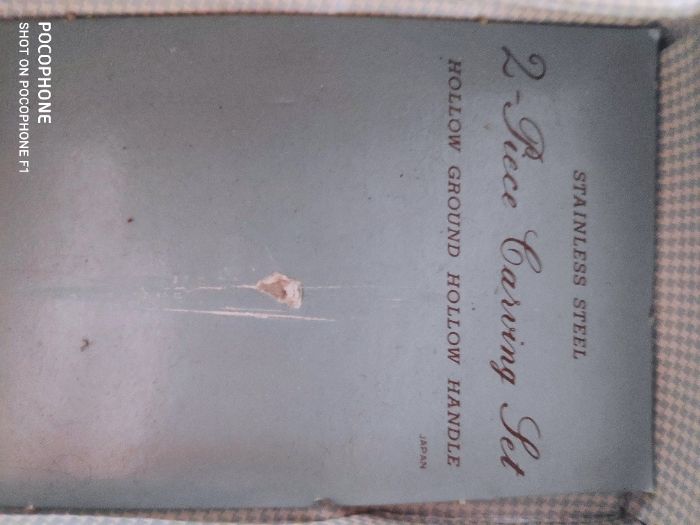 STAINLESS STEEL
2-Piece Carving Set
HOLLOW GROUND HOLLOW HANDLE
JAPAN
POCOPHONE
SHOT ON POCOPHONE F1